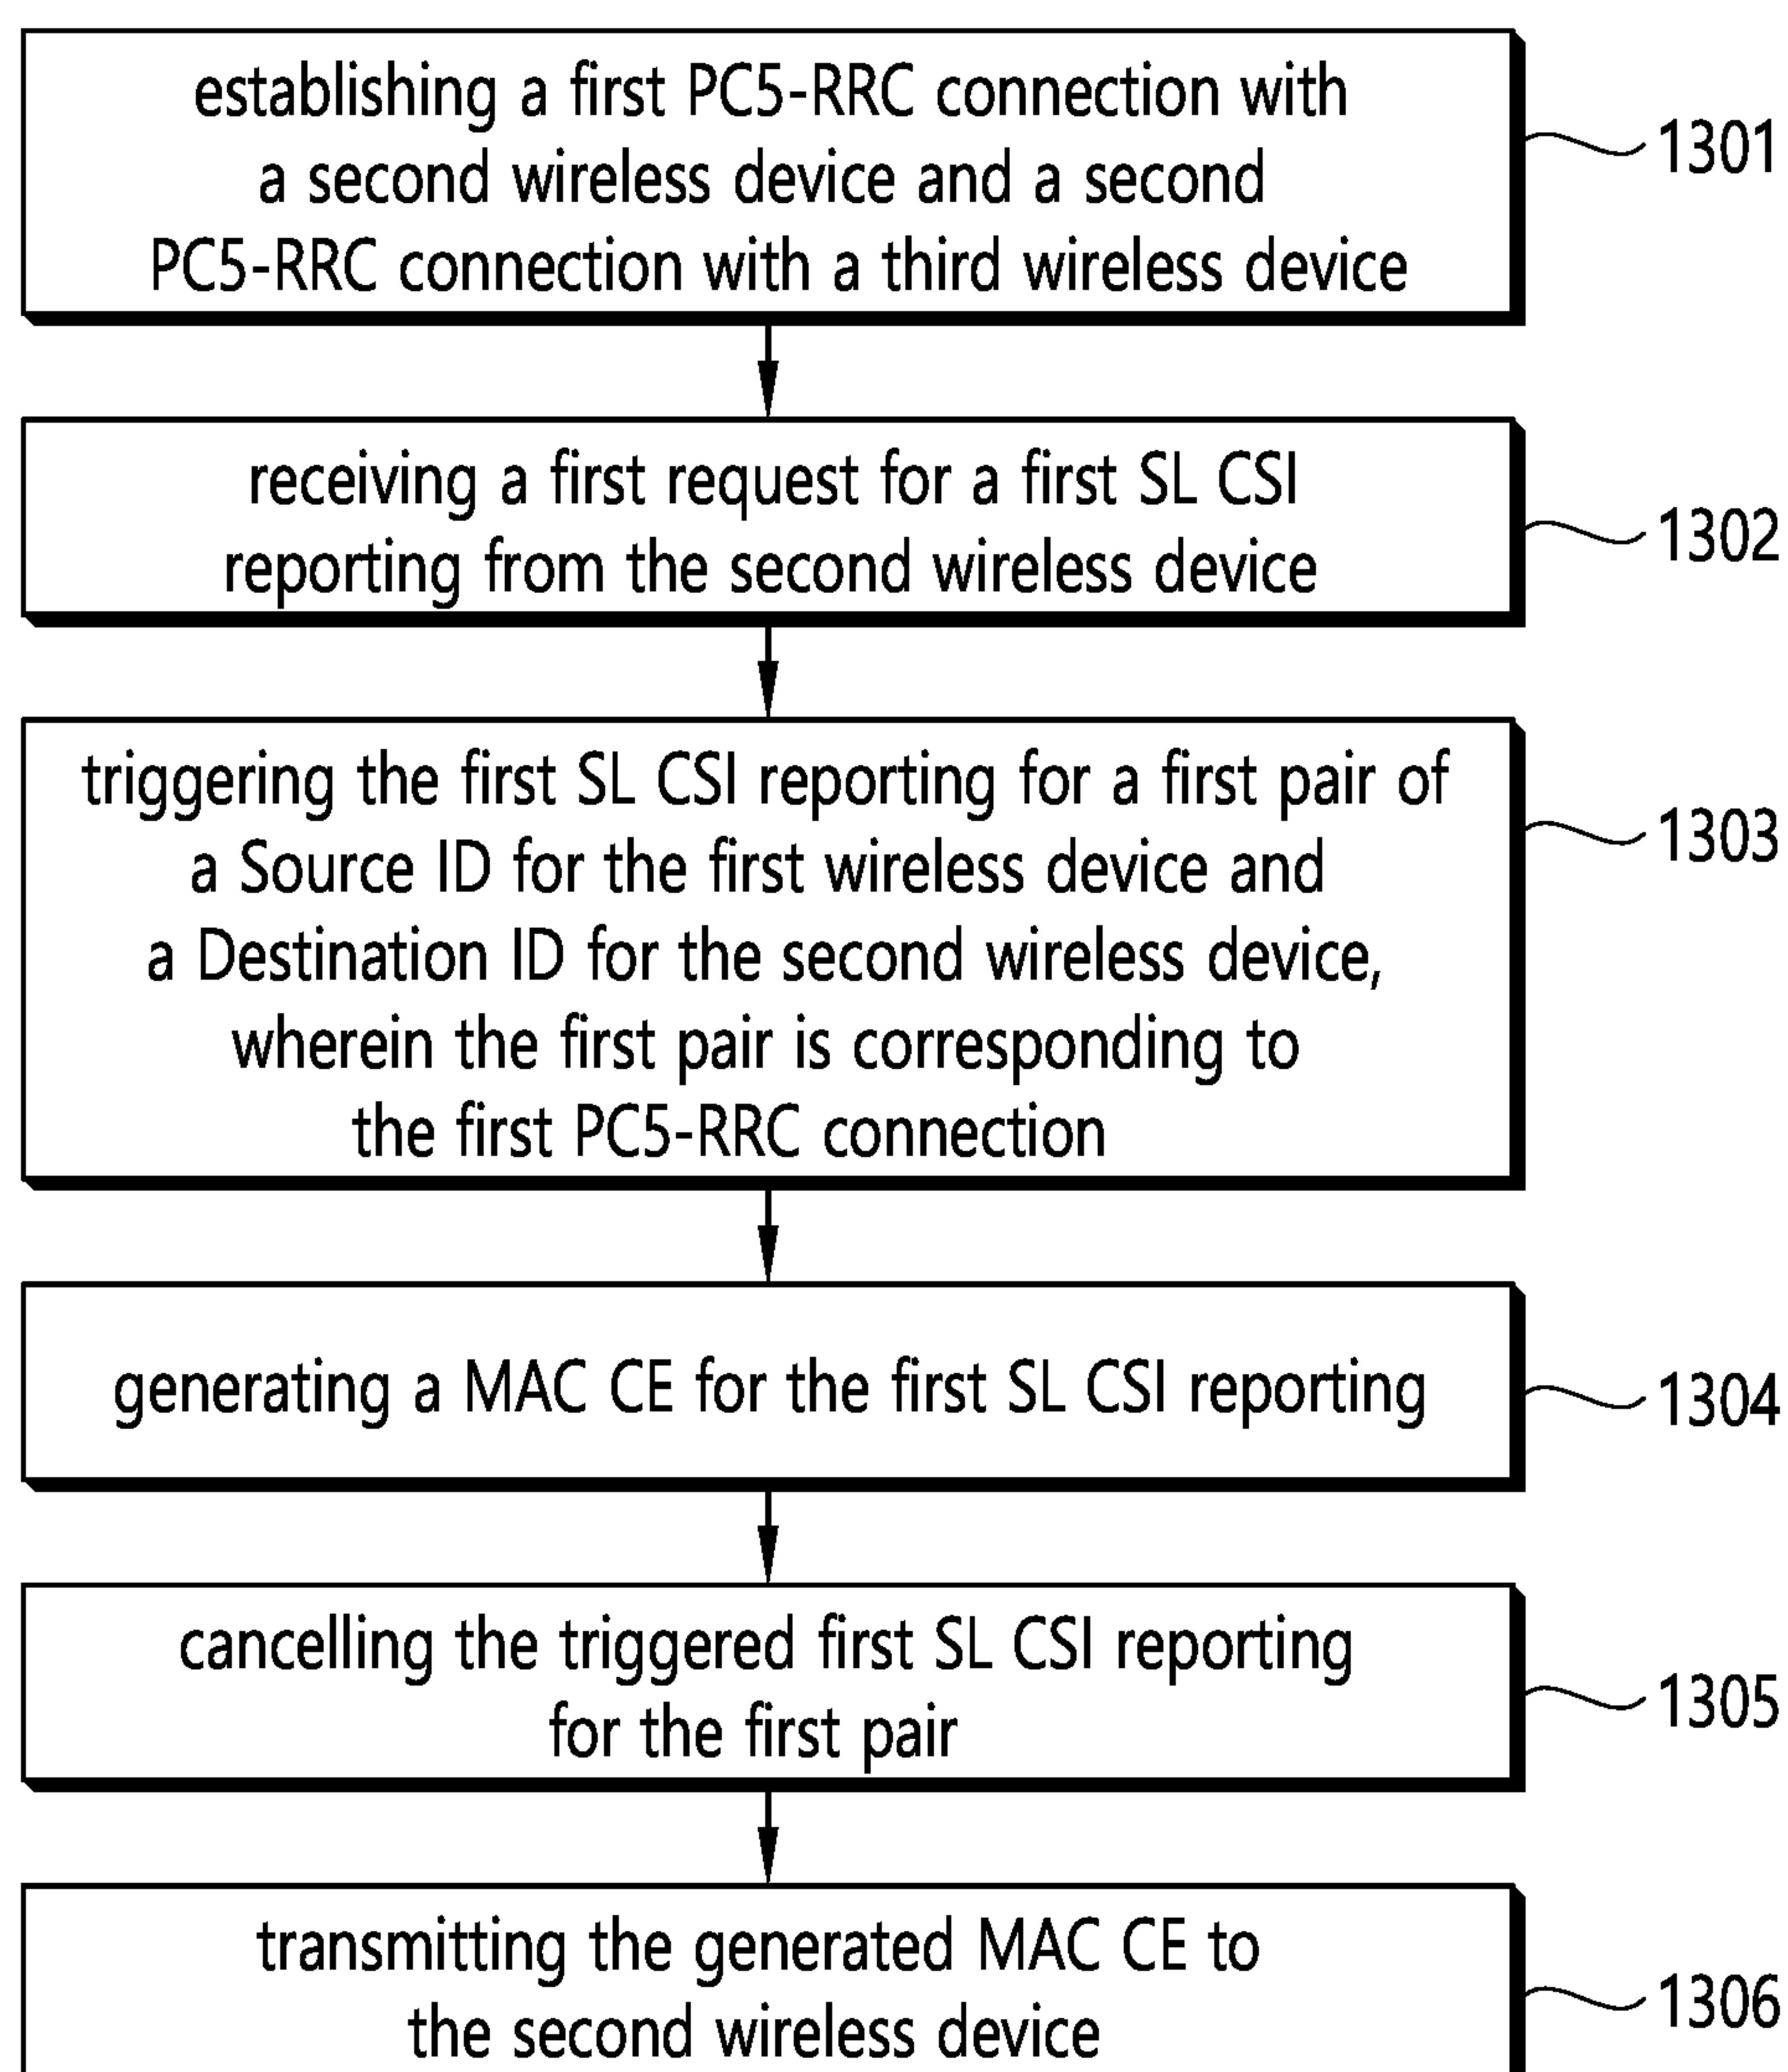 establishing a first PC5-RRC connection with
a second wireless device and a second
PC5-RRC connection with a third wireless device
1301
receiving a first request for a first SL CSI
reporting from the second wireless device
1302
triggering the first SL CSI reporting for a first pair of
a Source ID for the first wireless device and
a Destination ID for the second wireless device,
wherein the first pair is corresponding to
the first PC5-RRC connection
1303
generating a MAC CE for the first SL CSI reporting
1304
cancelling the triggered first SL CSI reporting
for the first pair
1305
transmitting the generated MAC CE to
the second wireless device
1306